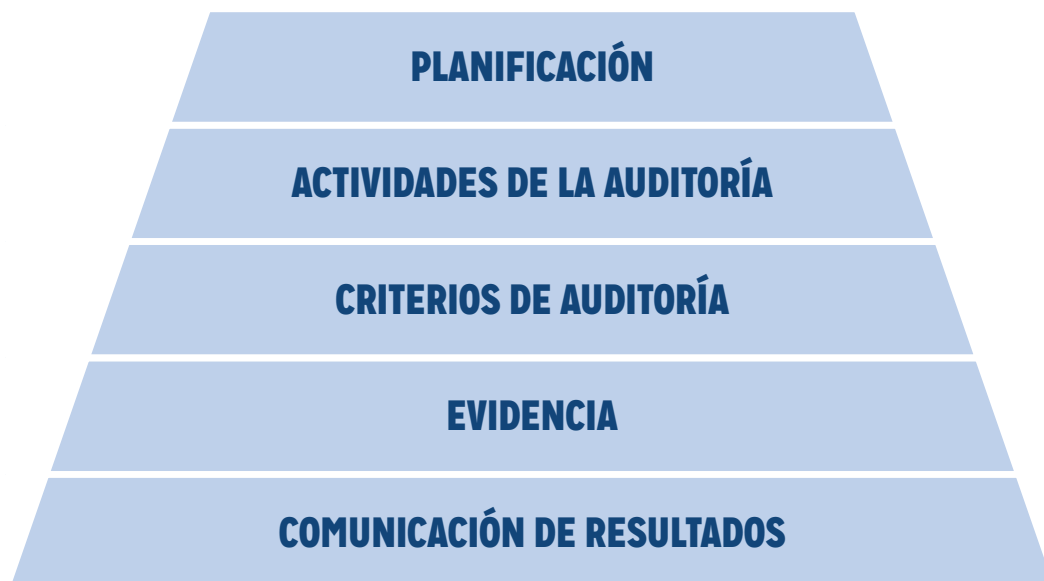 PLANIFICACIÓN
ACTIVIDADES DE LA AUDITORÍA
CRITERIOS DE AUDITORÍA
EVIDENCIA
COMUNICACIÓN DE RESULTADOS